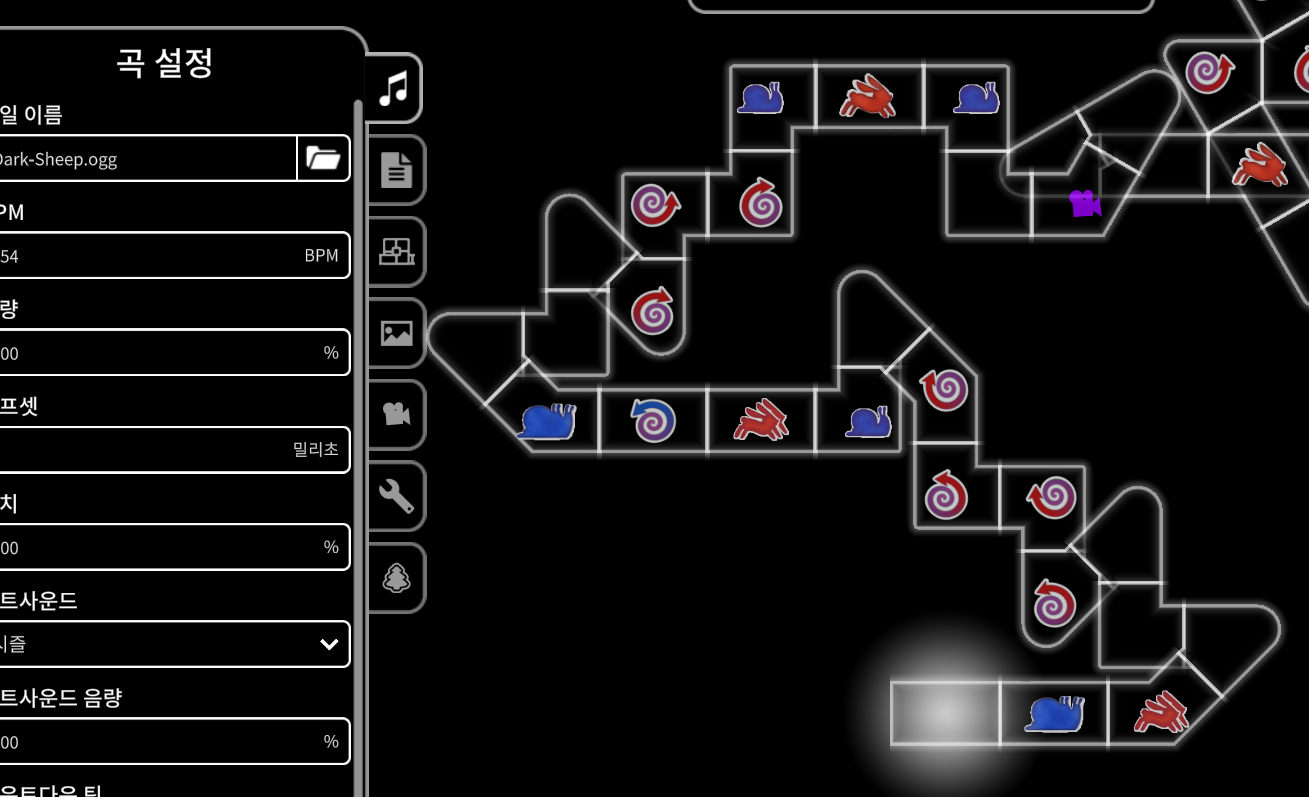 곡 설정
일 이름
Dark-Sheep.ogg
PM
54 BPM
량
00 %
프셋
밀리초
치
00 %
트사운드
시즐
트사운드 음량
00 %